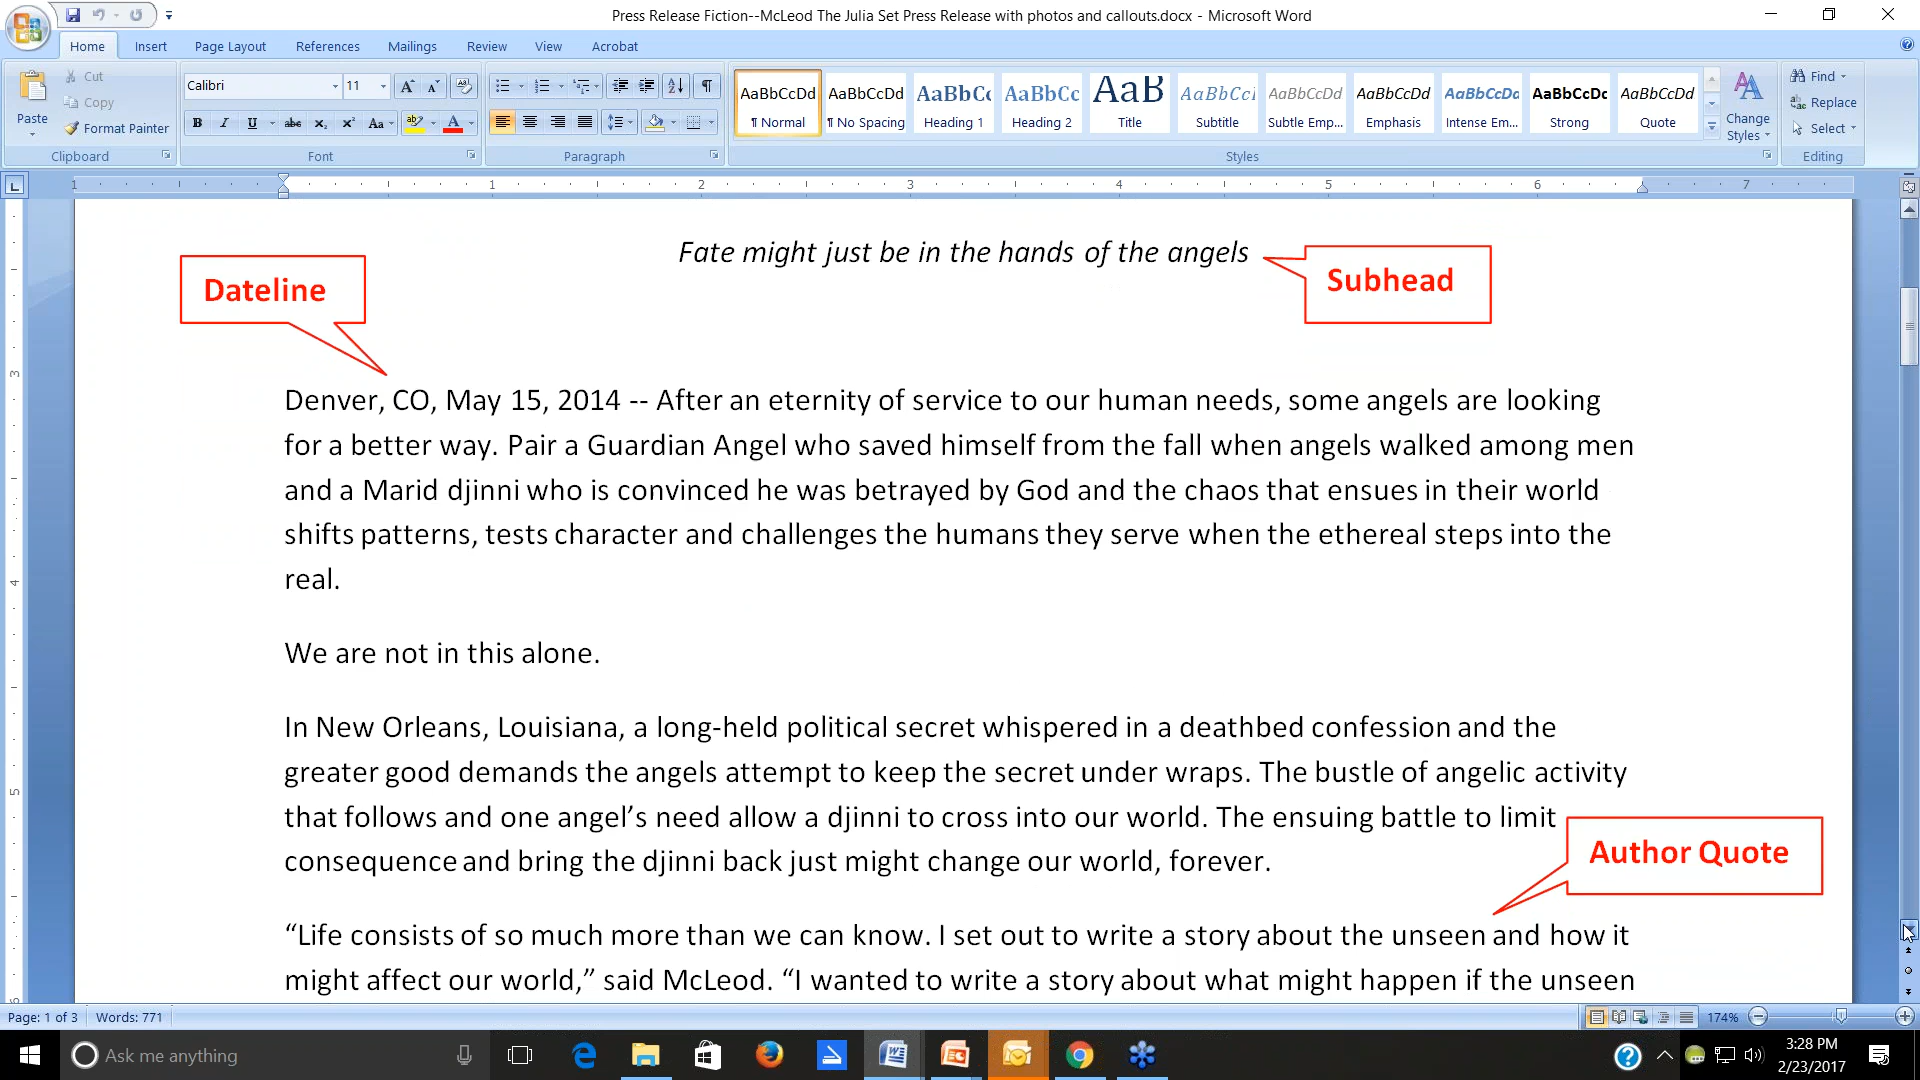 Press Release Fiction--McLeod The Julia Set Press Release with photos and callouts.docx - Microsoft Word
Home Insert Page Layout References Mailings Review View Acrobat
Paste
Cut
Copy
Format Painter
Clipboard
Calibri 11
Font
Paragraph
AaBbCcDd AaBbCcDd AaBbCc AaBbCc AaB AaBbCcI AaBbCcDd AaBbCcDd AaBbCcDd AaBbCcDd AaBbCcDd
¶ Normal ¶ No Spacing Heading 1 Heading 2 Title Subtitle Subtle Emp... Emphasis Intense Em... Strong Quote
Change
Styles
Styles
Find
Replace
Select
Editing
1 1 2 3 4 5 6 7
Fate might just be in the hands of the angels
Subhead
Dateline
Denver, CO, May 15, 2014 -- After an eternity of service to our human needs, some angels are looking
for a better way. Pair a Guardian Angel who saved himself from the fall when angels walked among men
and a Marid djinni who is convinced he was betrayed by God and the chaos that ensues in their world
shifts patterns, tests character and challenges the humans they serve when the ethereal steps into the
real.
We are not in this alone.
In New Orleans, Louisiana, a long-held political secret whispered in a deathbed confession and the
greater good demands the angels attempt to keep the secret under wraps. The bustle of angelic activity
that follows and one angel’s need allow a djinni to cross into our world. The ensuing battle to limit
consequence and bring the djinni back just might change our world, forever.
Author Quote
“Life consists of so much more than we can know. I set out to write a story about the unseen and how it
might affect our world,” said McLeod. “I wanted to write a story about what might happen if the unseen
3
4
5
Page: 1 of 3 Words: 771
174%
Ask me anything
3:28 PM
2/23/2017